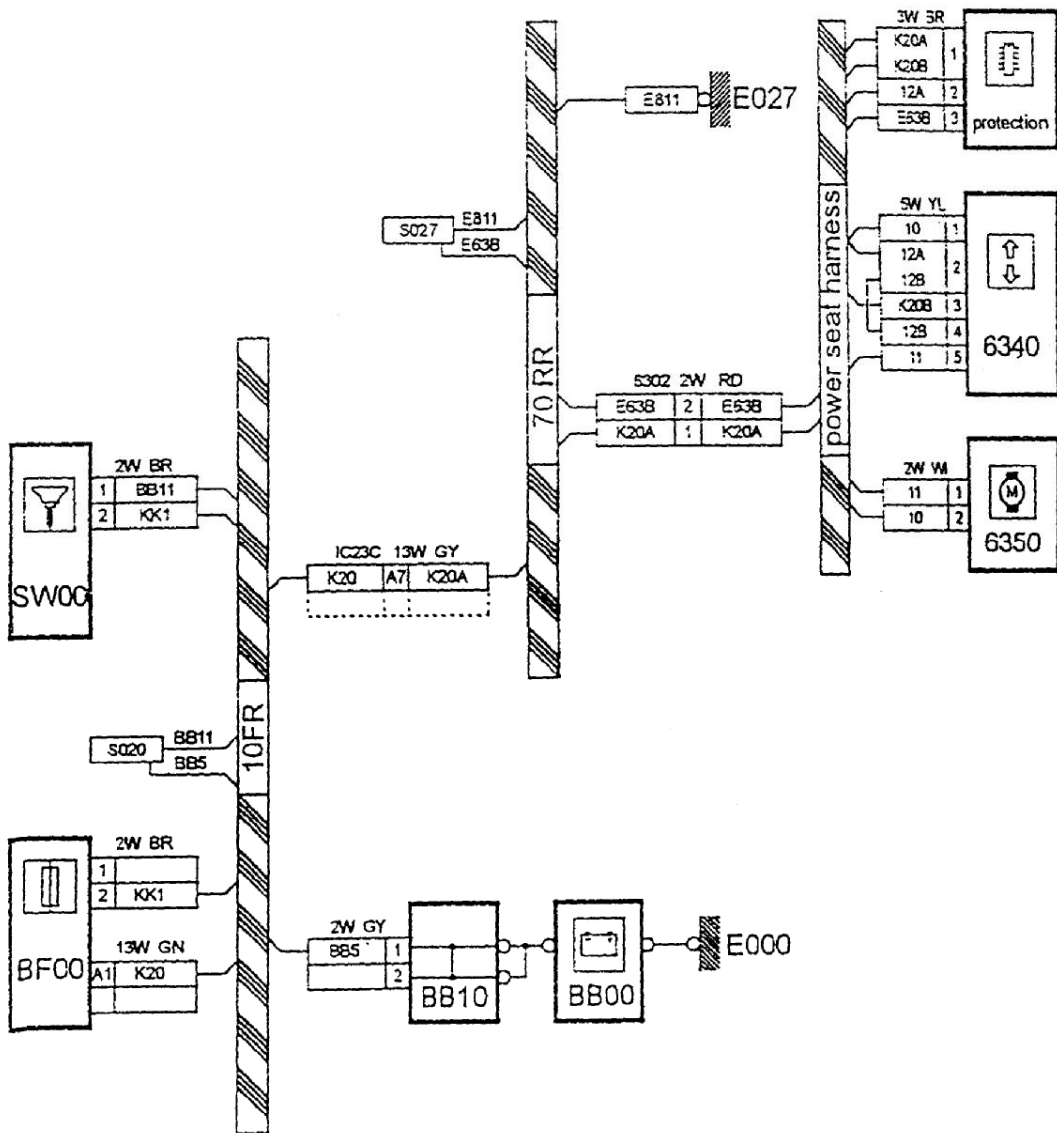 3W SR
K20A
1
K20B
12A 2
E63B 3
protection
E811
E027
S027
E811
E63B
5W YL
10 1
12A
2
12B
K20B 3
12B 4
11 5
6340
power seat harness
70 RR
S302 2W RD
E63B 2 E63B
K20A 1 K20A
2W WI
11 1
10 2
M
6350
2W BR
1 BB11
2 KK1
SW00
IC23C 13W GY
K20 A7 K20A
10FR
S020
BB11
BB5
2W BR
1
2 KK1
13W GN
A1 K20
BF00
2W GY
BB5 1
2
BB10
BB00
E000